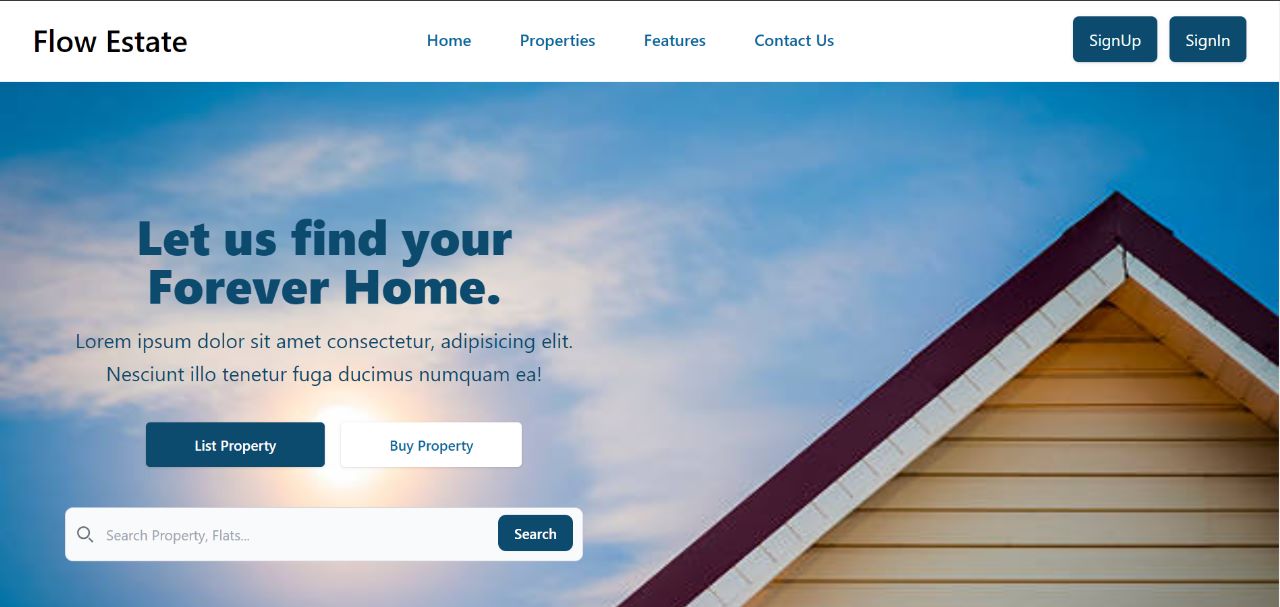 Flow Estate
Home
Properties
Features
Contact Us
SignUp
SignIn
Let us find your
Forever Home.
Lorem ipsum dolor sit amet consectetur, adipisicing elit.
Nesciunt illo tenetur fuga ducimus numquam ea!
List Property
Buy Property
Search Property, Flats...
Search